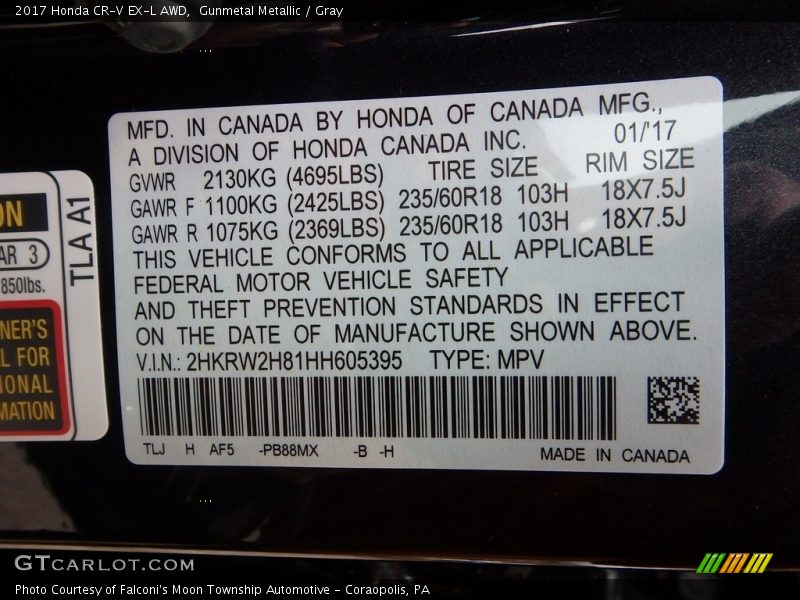 2017 Honda CR-V EX-L AWD,  Gunmetal Metallic / Gray
MFD. IN CANADA BY HONDA OF CANADA MFG.,
A DIVISION OF HONDA CANADA INC. 01/'17
GVWR 2130KG (4695LBS) TIRE SIZE RIM SIZE
GAWR F 1100KG (2425LBS) 235/60R18 103H 18X7.5J
GAWR R 1075KG (2369LBS) 235/60R18 103H 18X7.5J
THIS VEHICLE CONFORMS TO ALL APPLICABLE
FEDERAL MOTOR VEHICLE SAFETY
AND THEFT PREVENTION STANDARDS IN EFFECT
ON THE DATE OF MANUFACTURE SHOWN ABOVE.
V.I.N.: 2HKRW2H81HH605395 TYPE: MPV
TLJ H AF5 -PB88MX -B -H MADE IN CANADA
ON
AR 3
850lbs.
NER'S
L FOR
IONAL
MATION
TLA A1
GTCARLOT.COM
Photo Courtesy of Falconi's Moon Township Automotive - Coraopolis, PA